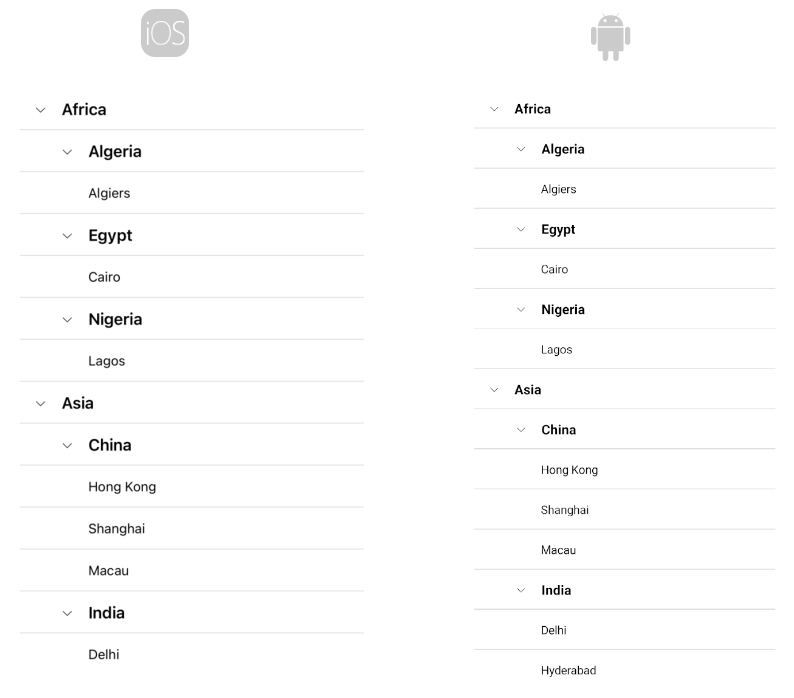 iOS
Africa
Algeria
Algiers
Egypt
Cairo
Nigeria
Lagos
Asia
China
Hong Kong
Shanghai
Macau
India
Delhi
Africa
Algeria
Algiers
Egypt
Cairo
Nigeria
Lagos
Asia
China
Hong Kong
Shanghai
Macau
India
Delhi
Hyderabad